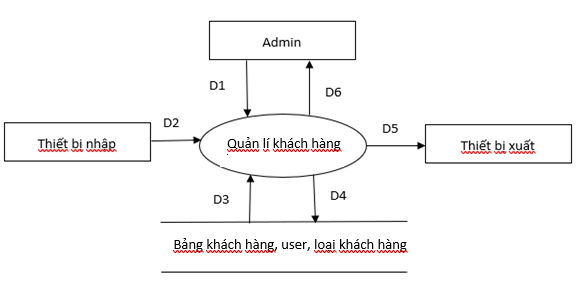 Admin
D1
D6
D2
D5
Thiết bị nhập
Quản lí khách hàng
Thiết bị xuất
D3
D4
Bảng khách hàng, user, loại khách hàng